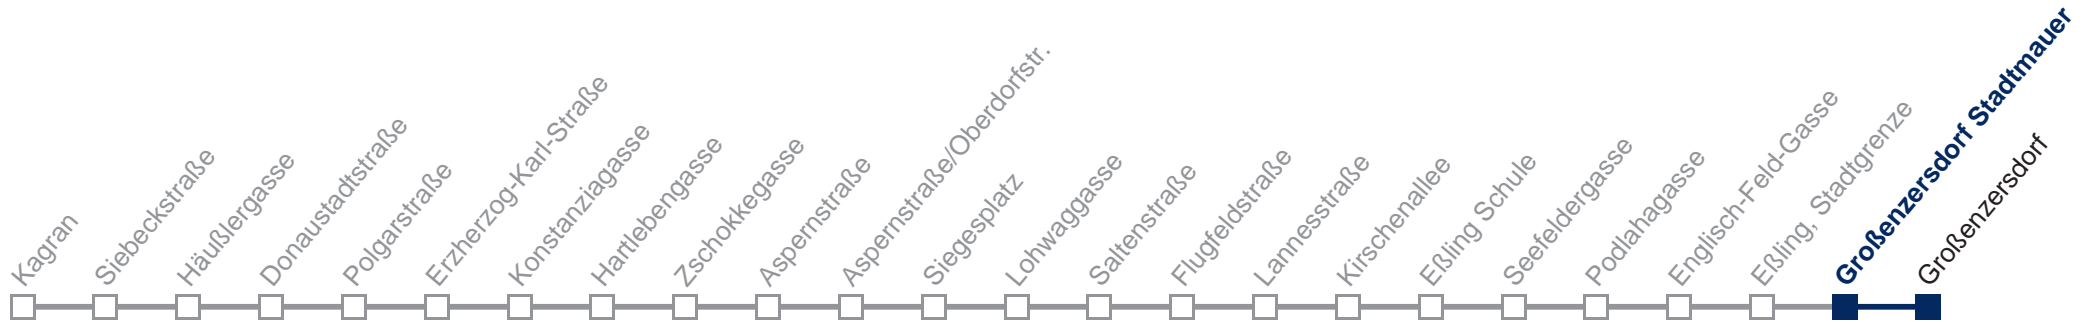 Kagran
Siebeckstraße
Häußlergasse
Donaustadtstraße
Polgarstraße
Erzherzog-Karl-Straße
Konstanziagasse
Hartlebengasse
Zschokkegasse
Aspernstraße
Aspernstraße/Oberdorfstr.
Siegesplatz
Lohwaggasse
Saltenstraße
Flugfeldstraße
Lannesstraße
Kirschenallee
Eßling Schule
Seefeldergasse
Podlahagasse
Englisch-Feld-Gasse
Eßling, Stadtgrenze
Großenzersdorf Stadtmauer
Großenzersdorf